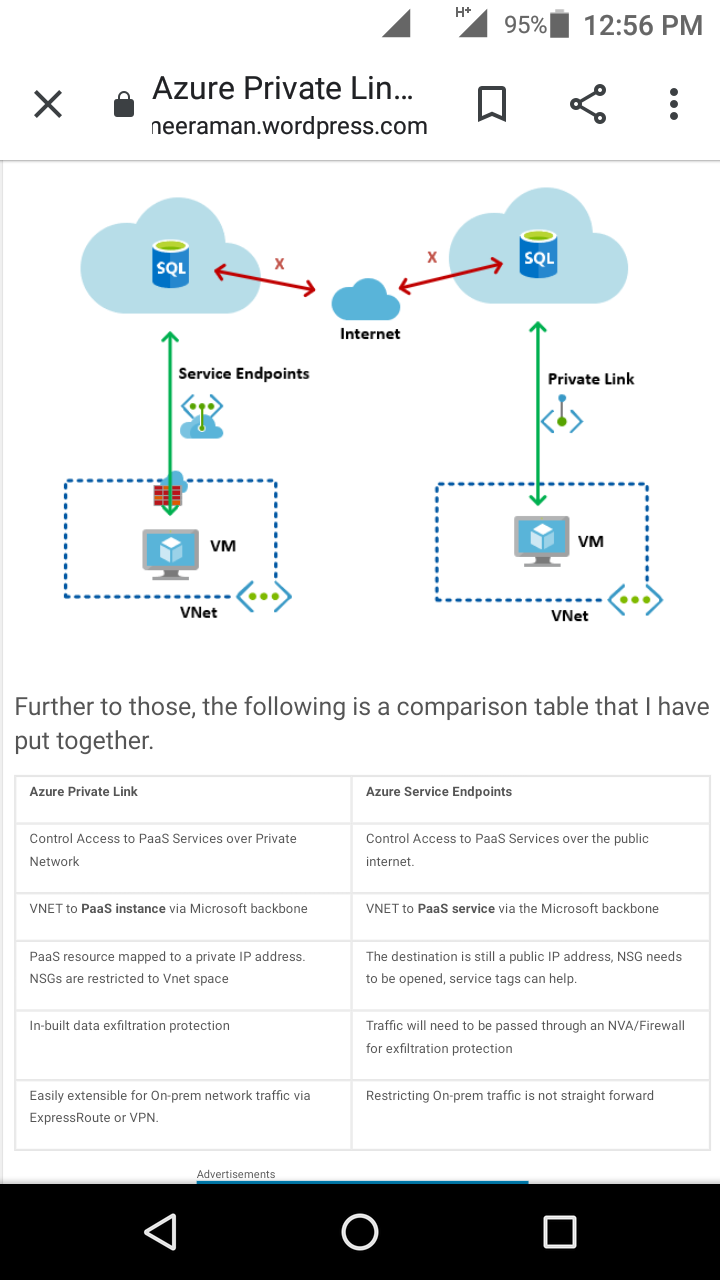 H+ 95% 12:56 PM
Azure Private Lin...
neeraman.wordpress.com
SQL
X
X
SQL
Internet
Service Endpoints
Private Link
VM
VM
VNet
VNet
Further to those, the following is a comparison table that I have
put together.
Azure Private Link
Azure Service Endpoints
Control Access to PaaS Services over Private
Network
Control Access to PaaS Services over the public
internet.
VNET to PaaS instance via Microsoft backbone
VNET to PaaS service via the Microsoft backbone
PaaS resource mapped to a private IP address.
NSGs are restricted to Vnet space
The destination is still a public IP address, NSG needs
to be opened, service tags can help.
In-built data exfiltration protection
Traffic will need to be passed through an NVA/Firewall
for exfiltration protection
Easily extensible for On-prem network traffic via
ExpressRoute or VPN.
Restricting On-prem traffic is not straight forward
Advertisements